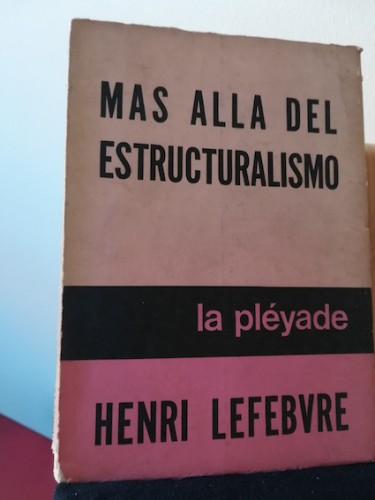 MAS ALLA DEL
ESTRUCTURALISMO
la pléyade
HENRI LEFEBVRE